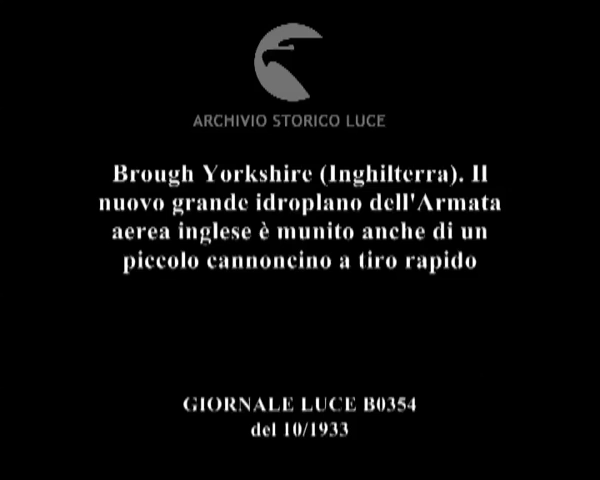 ARCHIVIO STORICO LUCE
Brough Yorkshire (Inghilterra). Il
nuovo grande idroplano dell'Armata
aerea inglese è munito anche di un
piccolo cannoncino a tiro rapido
GIORNALE LUCE B0354
del 10/1933